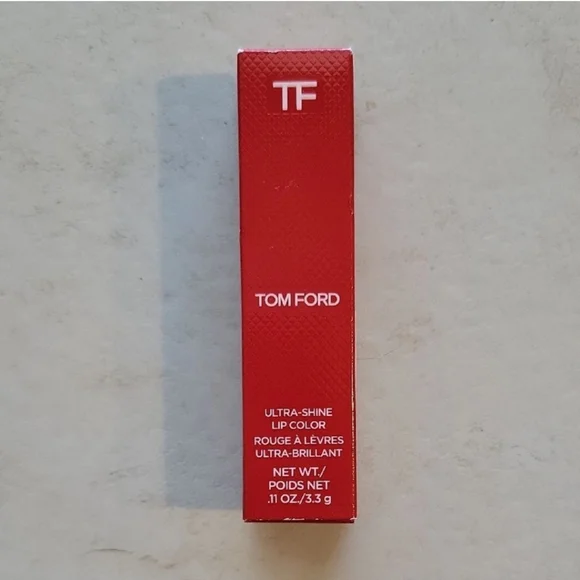 TF
TOM FORD
ULTRA-SHINE
LIP COLOR
ROUGE À LÈVRES
ULTRA-BRILLANT
NET WT./
POIDS NET
.11 OZ./3.3 g